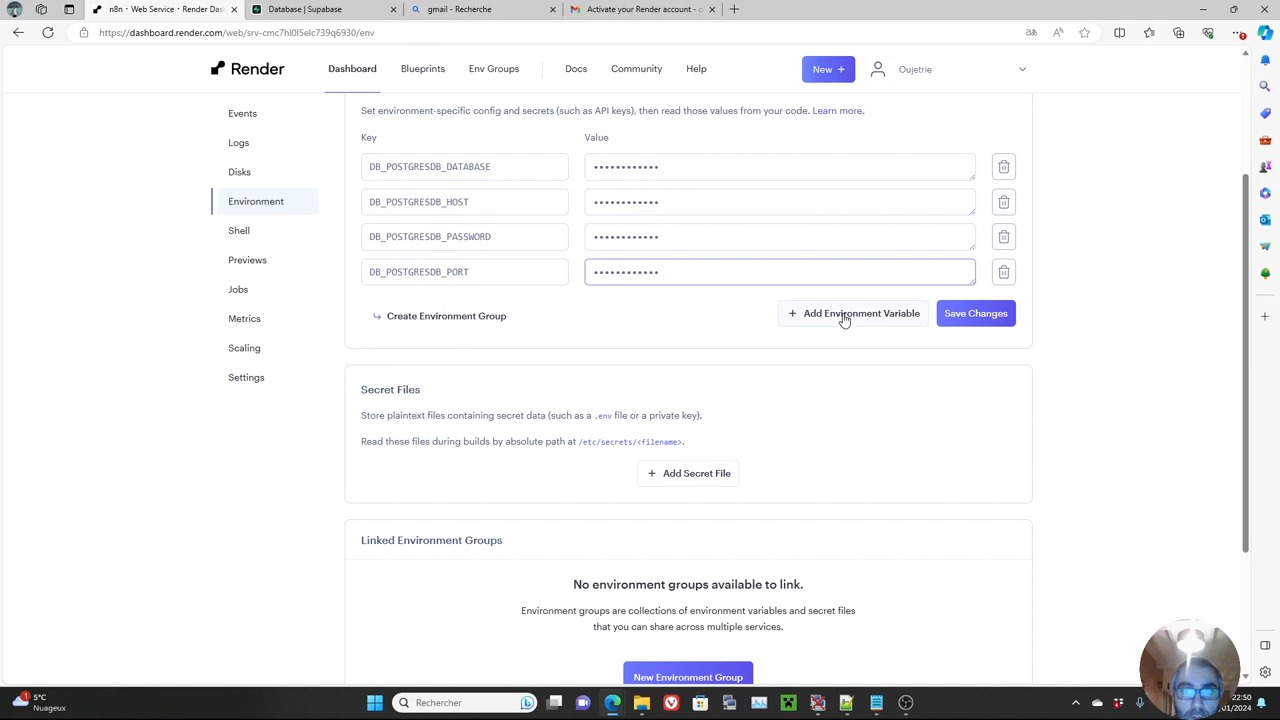 n8n · Web Service · Render Das
Database | Supabase
gmail - Recherche
Activate your Render account - o
https://dashboard.render.com/web/srv-cmc7hl0l5elc739q6930/env
Render
Dashboard
Blueprints
Env Groups
Docs
Community
Help
New +
Oujetrie
Events
Logs
Disks
Environment
Shell
Previews
Jobs
Metrics
Scaling
Settings
Set environment-specific config and secrets (such as API keys), then read those values from your code. Learn more.
Key Value
DB_POSTGRESDB_DATABASE ••••••••••••
DB_POSTGRESDB_HOST ••••••••••••
DB_POSTGRESDB_PASSWORD ••••••••••••
DB_POSTGRESDB_PORT ••••••••••••
Create Environment Group
+ Add Environment Variable
Save Changes
Secret Files
Store plaintext files containing secret data (such as a .env file or a private key).
Read these files during builds by absolute path at /etc/secrets/<filename>.
+ Add Secret File
Linked Environment Groups
No environment groups available to link.
Environment groups are collections of environment variables and secret files
that you can share across multiple services.
New Environment Group
5°C
Nuageux
Rechercher
22:50
/01/2024